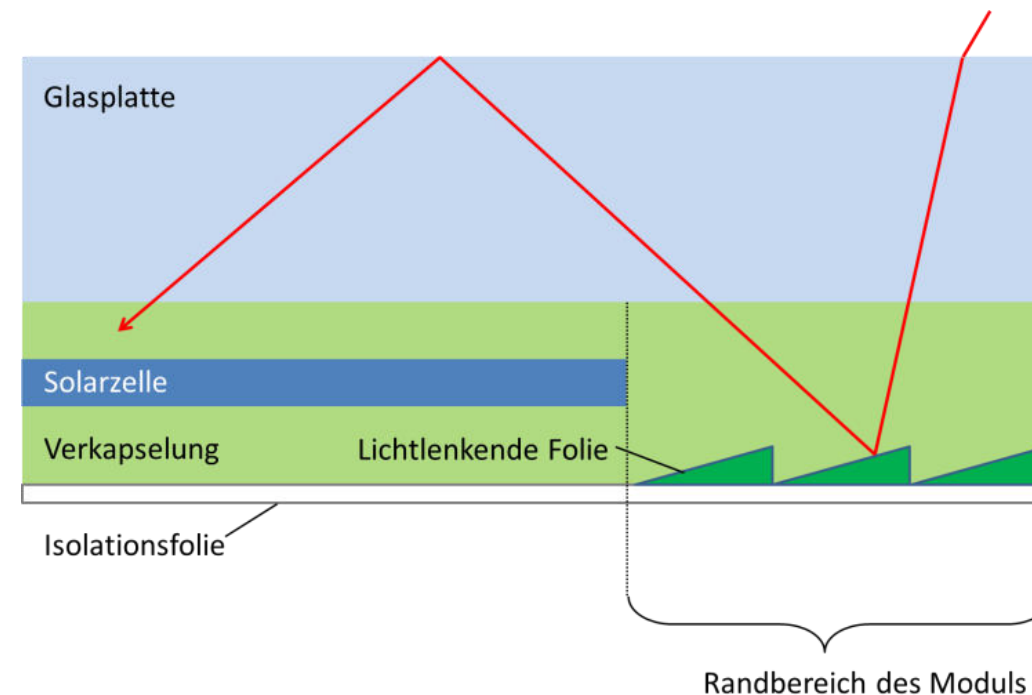 Glasplatte
Solarzelle
Verkapselung
Lichtlenkende Folie
Isolationsfolie
Randbereich des Moduls